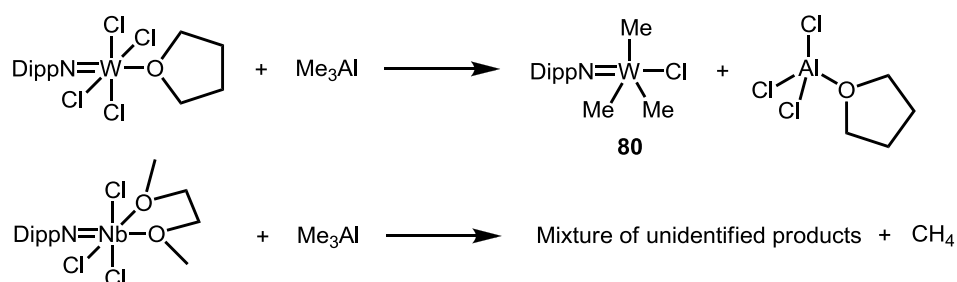 Cl
Cl
DippN=W-O + Me₃Al
Cl
Cl
Me
DippN=W-Cl + Cl
Me Me Cl Al O
Cl
80
Cl O
DippN=Nb-O + Me₃Al Mixture of unidentified products + CH₄
Cl
Cl